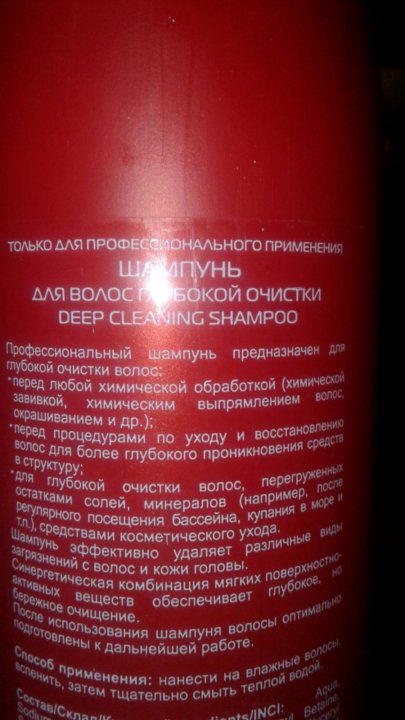 ТОЛЬКО ДЛЯ ПРОФЕССИОНАЛЬНОГО ПРИМЕНЕНИЯ
ШАМПУНЬ
ДЛЯ ВОЛОС ГЛУБОКОЙ ОЧИСТКИ
DEEP CLEANING SHAMPOO
Профессиональный шампунь предназначен для
глубокой очистки волос:
*перед любой химической обработкой (химической
завивкой, химическим выпрямлением волос,
окрашиванием и др.);
*перед процедурами по уходу и восстановлению
волос для более глубокого проникновения средств
в структуру;
*для глубокой очистки волос, перегруженных
остатками солей, минералов (например, после
регулярного посещения бассейна, купания в море и
т.п.), средствами косметического ухода.
Шампунь эффективно удаляет различные виды
загрязнений с волос и кожи головы.
Синергетическая комбинация мягких поверхностно-
активных веществ обеспечивает глубокое, но
бережное очищение.
После использования шампуня волосы оптимально
подготовлены к дальнейшей работе.
Способ применения: нанести на влажные волосы,
вспенить, затем тщательно смыть теплой водой.
Состав/Склад/ /INCI: Aqua,
Sodium Betaine,